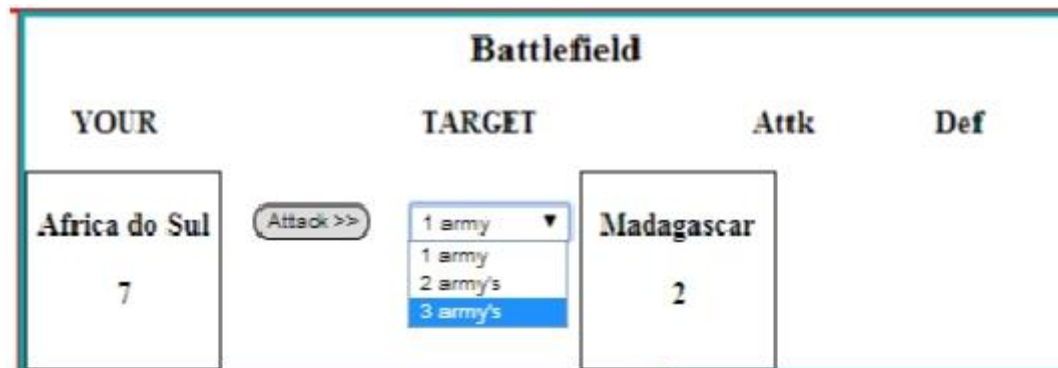 Battlefield
YOUR TARGET Attk Def
Africa do Sul Attack >> 1 army Madagascar
1 army
2 army's
7 3 army's 2